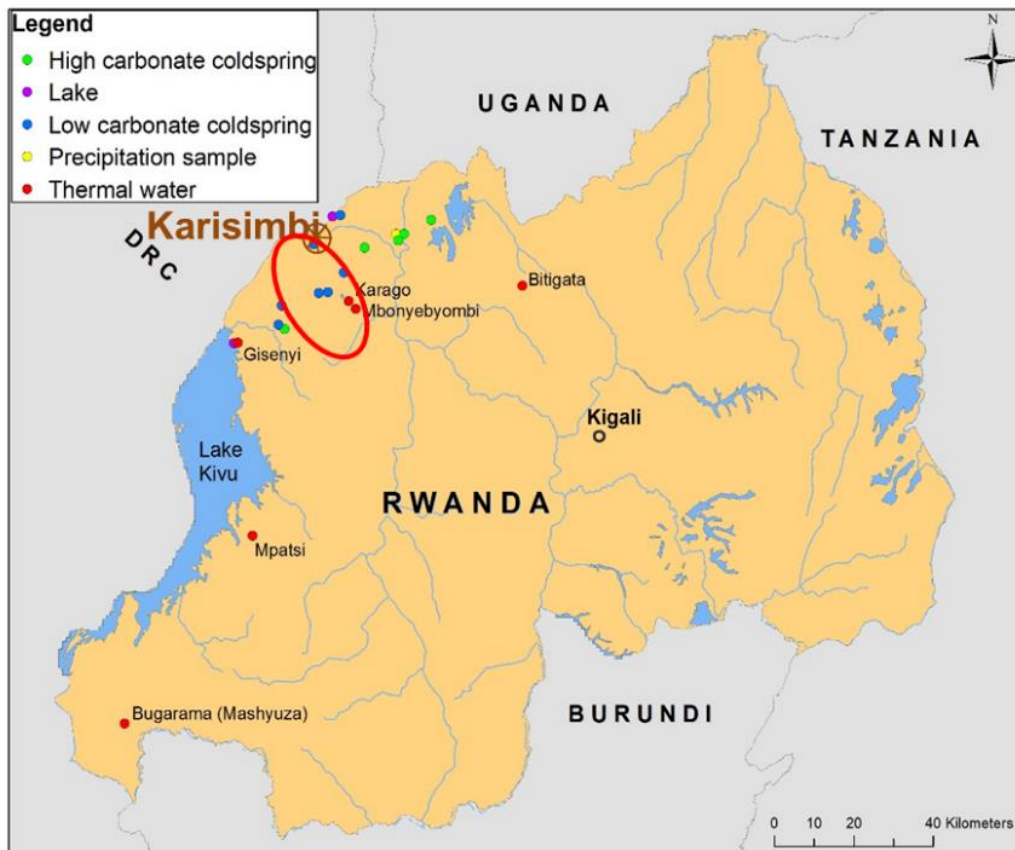 Legend
High carbonate coldspring
Lake
Low carbonate coldspring
Precipitation sample
Thermal water
N
UGANDA
TANZANIA
Karisimbi
DRC
Karago
Mbonyebyombi
Bitigata
Gisenyi
Kigali
Lake
Kivu
RWANDA
Mpatsi
BURUNDI
Bugarama (Mashyuza)
0 10 20 40 Kilometers